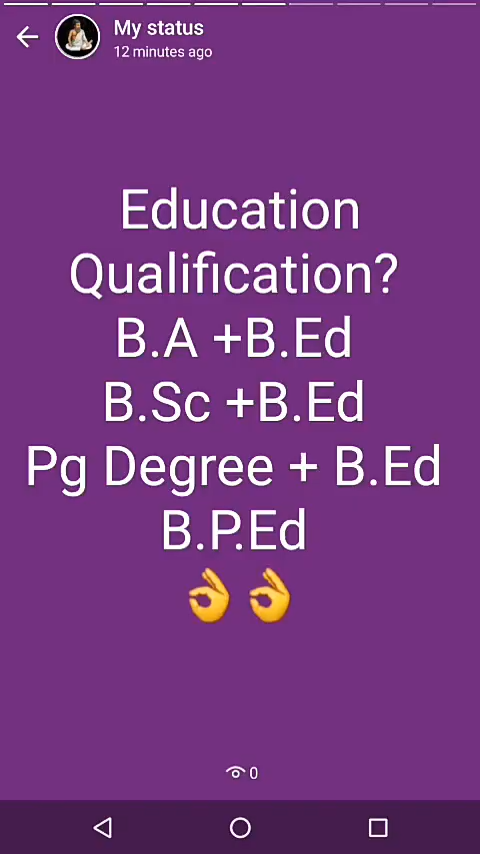 My status
12 minutes ago
Education
Qualification?
B.A +B.Ed
B.Sc +B.Ed
Pg Degree + B.Ed
B.P.Ed
👌👌
0